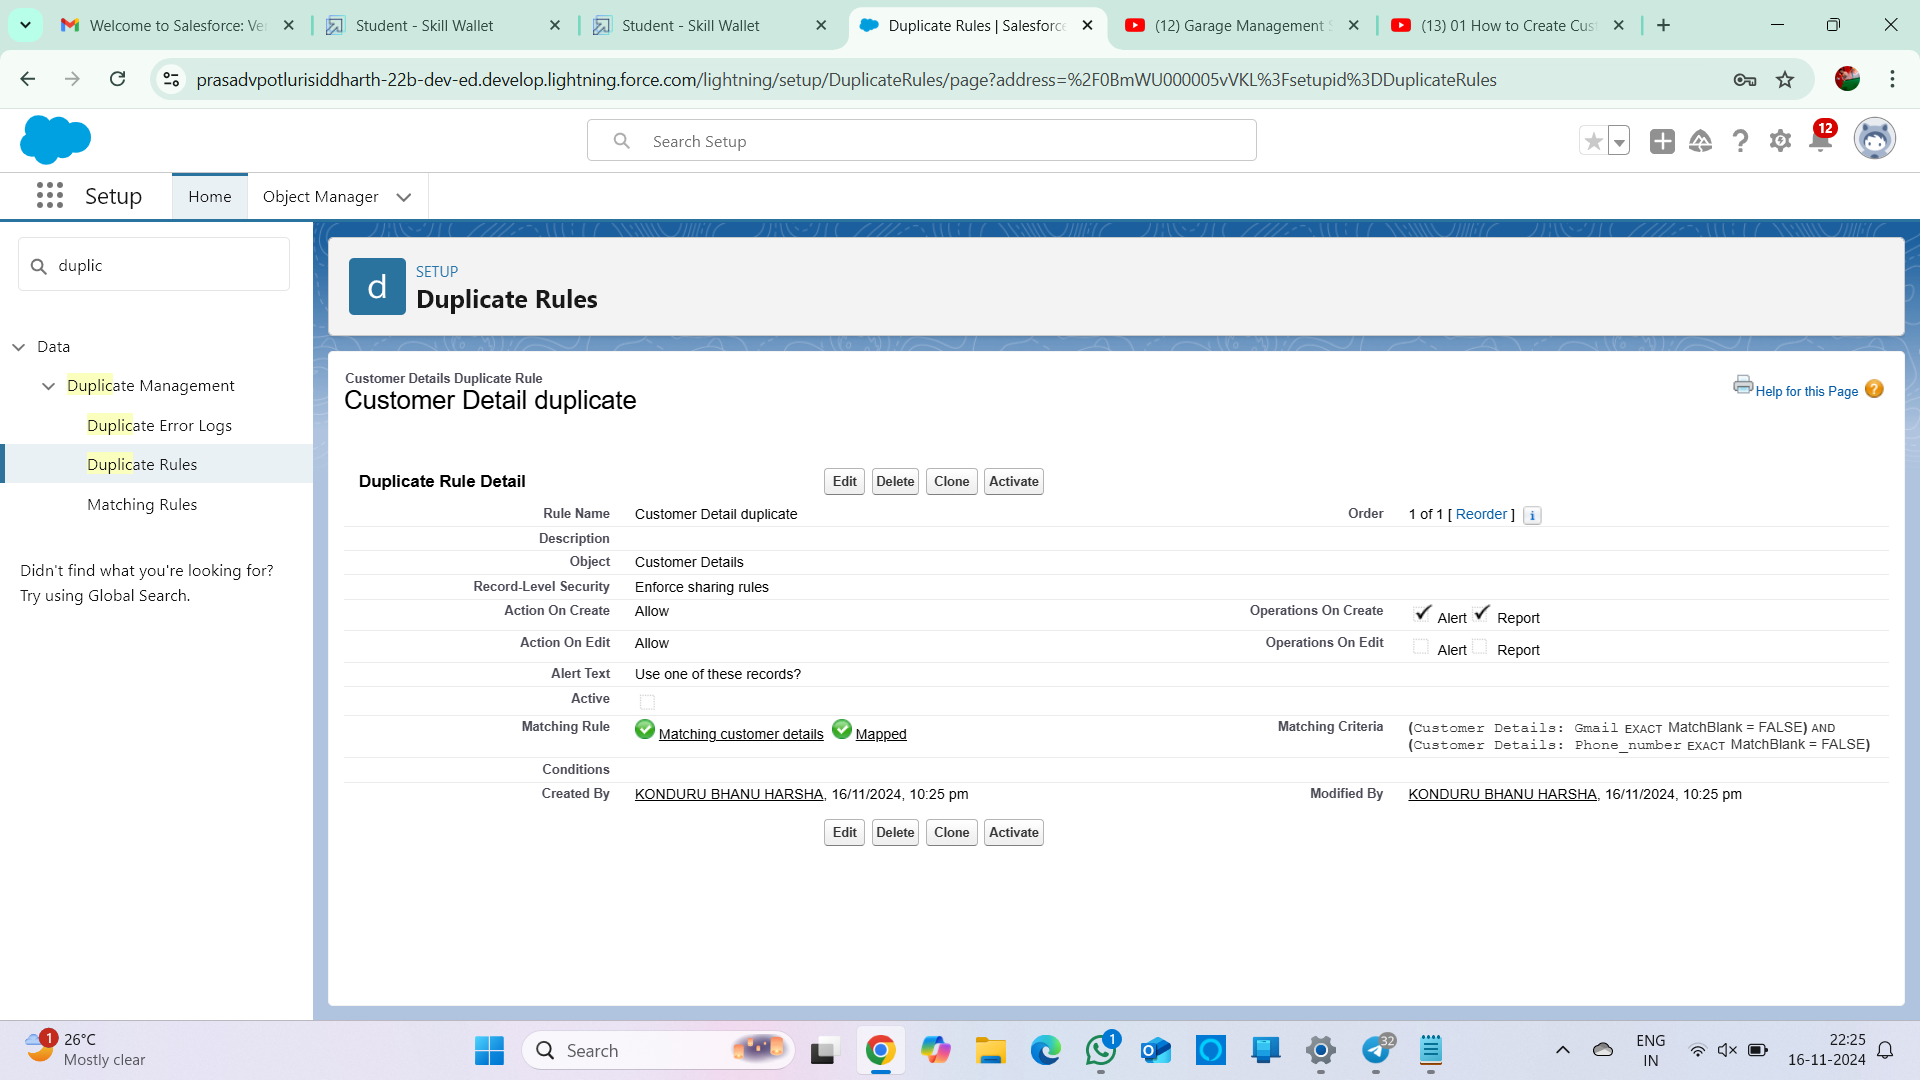 Welcome to Salesforce: Ver
Student - Skill Wallet
Student - Skill Wallet
Duplicate Rules | Salesforce
(12) Garage Management S
(13) 01 How to Create Cus
prasadvpotlurisiddharth-22b-dev-ed.develop.lightning.force.com/lightning/setup/DuplicateRules/page?address=%2F0BmWU000005vVKL%3Fsetupid%3DDuplicateRules
Search Setup
12
Setup
Home
Object Manager
duplic
Data
Duplicate Management
Duplicate Error Logs
Duplicate Rules
Matching Rules
Didn't find what you're looking for?
Try using Global Search.
d
SETUP
Duplicate Rules
Customer Details Duplicate Rule
Customer Detail duplicate
Help for this Page ?
Duplicate Rule Detail
Edit Delete Clone Activate
Rule Name Customer Detail duplicate Order 1 of 1 [ Reorder ] i
Description
Object Customer Details
Record-Level Security Enforce sharing rules
Action On Create Allow Operations On Create Alert Report
Action On Edit Allow Operations On Edit Alert Report
Alert Text Use one of these records?
Active
Matching Rule Matching customer details Mapped Matching Criteria (Customer Details: Gmail EXACT MatchBlank = FALSE) AND
(Customer Details: Phone_number EXACT MatchBlank = FALSE)
Conditions
Created By KONDURU BHANU HARSHA, 16/11/2024, 10:25 pm Modified By KONDURU BHANU HARSHA, 16/11/2024, 10:25 pm
Edit Delete Clone Activate
1
26°C
Mostly clear
Search
1
32
ENG
IN
22:25
16-11-2024